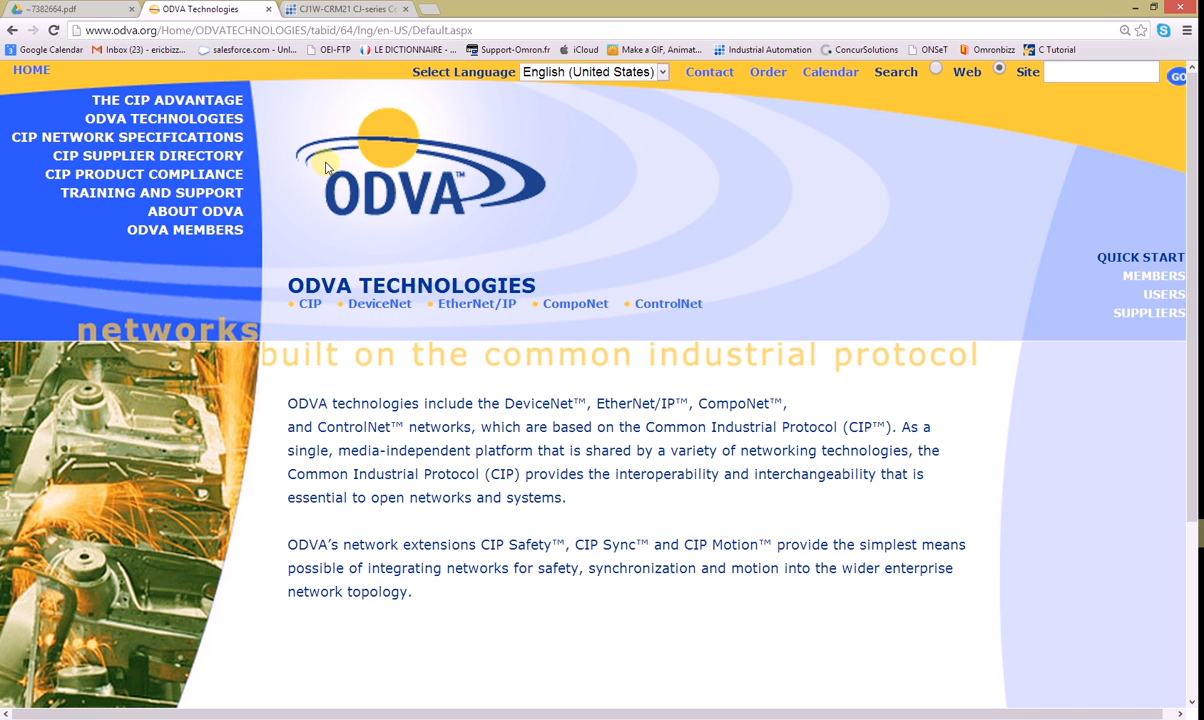 ~7382664.pdf
ODVA Technologies
CJ1W-CRM21 CJ-series Co
www.odva.org/Home/ODVATECHNOLOGIES/tabid/64/lng/en-US/Default.aspx
Google Calendar Inbox (23) - ericbizz... salesforce.com - Unl... OEI-FTP LE DICTIONNAIRE - ... Support-Omron.fr iCloud Make a GIF, Animat... Industrial Automation ConcurSolutions ONSeT Omronbizz C Tutorial
HOME
Select Language English (United States) Contact Order Calendar Search Web Site GO
THE CIP ADVANTAGE
ODVA TECHNOLOGIES
CIP NETWORK SPECIFICATIONS
CIP SUPPLIER DIRECTORY
CIP PRODUCT COMPLIANCE
TRAINING AND SUPPORT
ABOUT ODVA
ODVA MEMBERS
ODVA™
QUICK START
MEMBERS
USERS
SUPPLIERS
ODVA TECHNOLOGIES
• CIP • DeviceNet • EtherNet/IP • CompoNet • ControlNet
networks
built on the common industrial protocol
ODVA technologies include the DeviceNet™, EtherNet/IP™, CompoNet™,
and ControlNet™ networks, which are based on the Common Industrial Protocol (CIP™). As a
single, media-independent platform that is shared by a variety of networking technologies, the
Common Industrial Protocol (CIP) provides the interoperability and interchangeability that is
essential to open networks and systems.
ODVA’s network extensions CIP Safety™, CIP Sync™ and CIP Motion™ provide the simplest means
possible of integrating networks for safety, synchronization and motion into the wider enterprise
network topology.